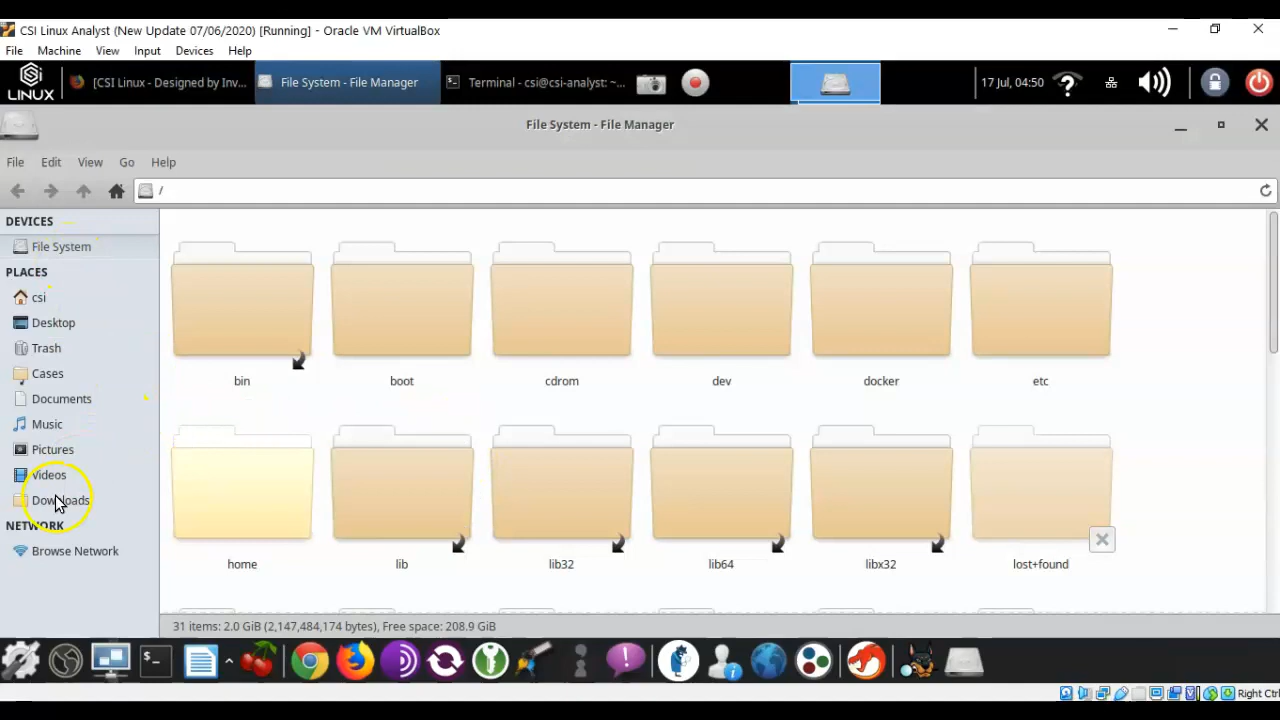 CSI Linux Analyst (New Update 07/06/2020) [Running] - Oracle VM VirtualBox
File Machine View Input Devices Help
CSI LINUX
[CSI Linux - Designed by Inv...
File System - File Manager
Terminal - csi@csi-analyst: ~...
17 Jul, 04:50
File System - File Manager
File Edit View Go Help
/
DEVICES
File System
PLACES
csi
Desktop
Trash
Cases
Documents
Music
Pictures
Videos
Downloads
NETWORK
Browse Network
bin boot cdrom dev docker etc
home lib lib32 lib64 libx32 lost+found
31 items: 2.0 GiB (2,147,484,174 bytes), Free space: 208.9 GiB
Right Ctrl